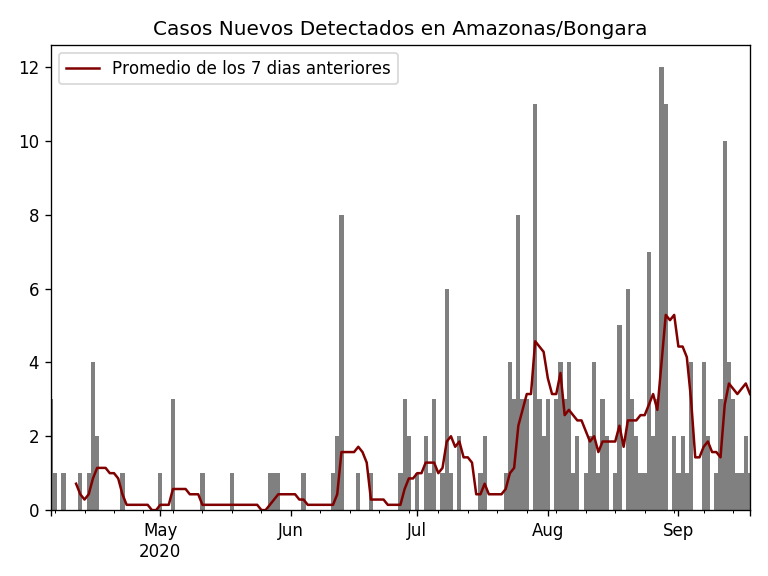 Casos Nuevos Detectados en Amazonas/Bongara
Promedio de los 7 dias anteriores
12
10
8
6
4
2
0
May
2020
Jun
Jul
Aug
Sep